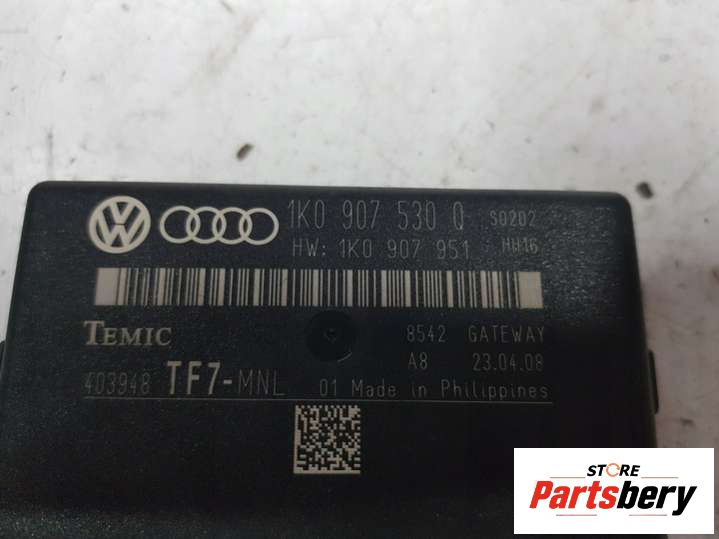 1K0 907 530 Q S0202
HW: 1K0 907 951 HH16
TEMIC 8542 GATEWAY
A8 23.04.08
403948 TF7-MNL 01 Made in Philippines
STORE
Partsbery